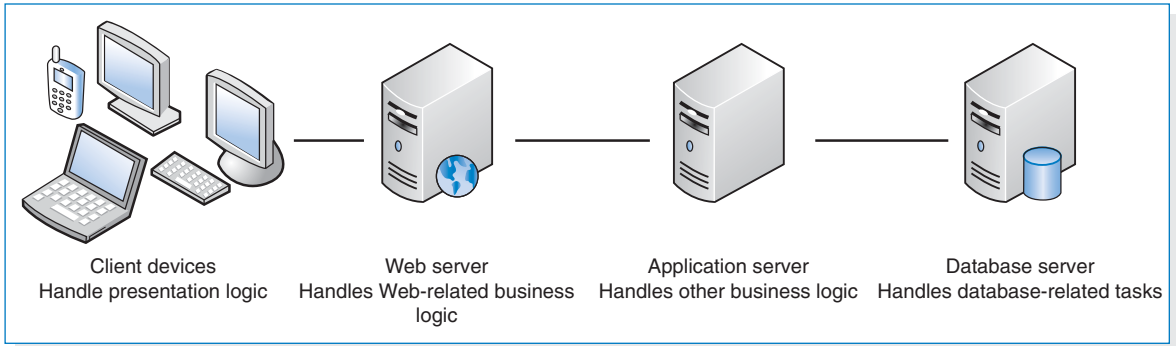 Client devices
Handle presentation logic
Web server
Handles Web-related business
logic
Application server
Handles other business logic
Database server
Handles database-related tasks